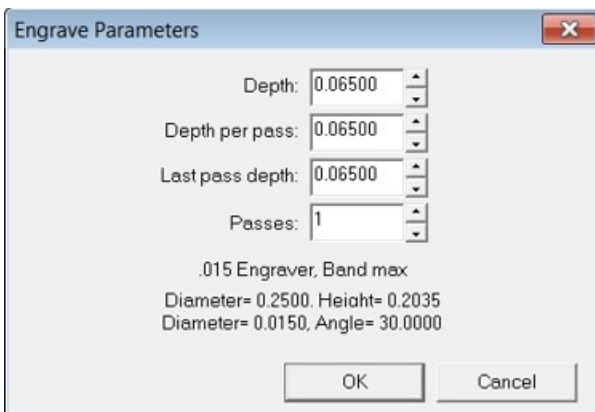 Engrave Parameters
Depth: 0.06500
Depth per pass: 0.06500
Last pass depth: 0.06500
Passes: 1
.015 Engraver, Band max
Diameter= 0.2500. Height= 0.2035
Diameter= 0.0150, Angle= 30.0000
OK Cancel